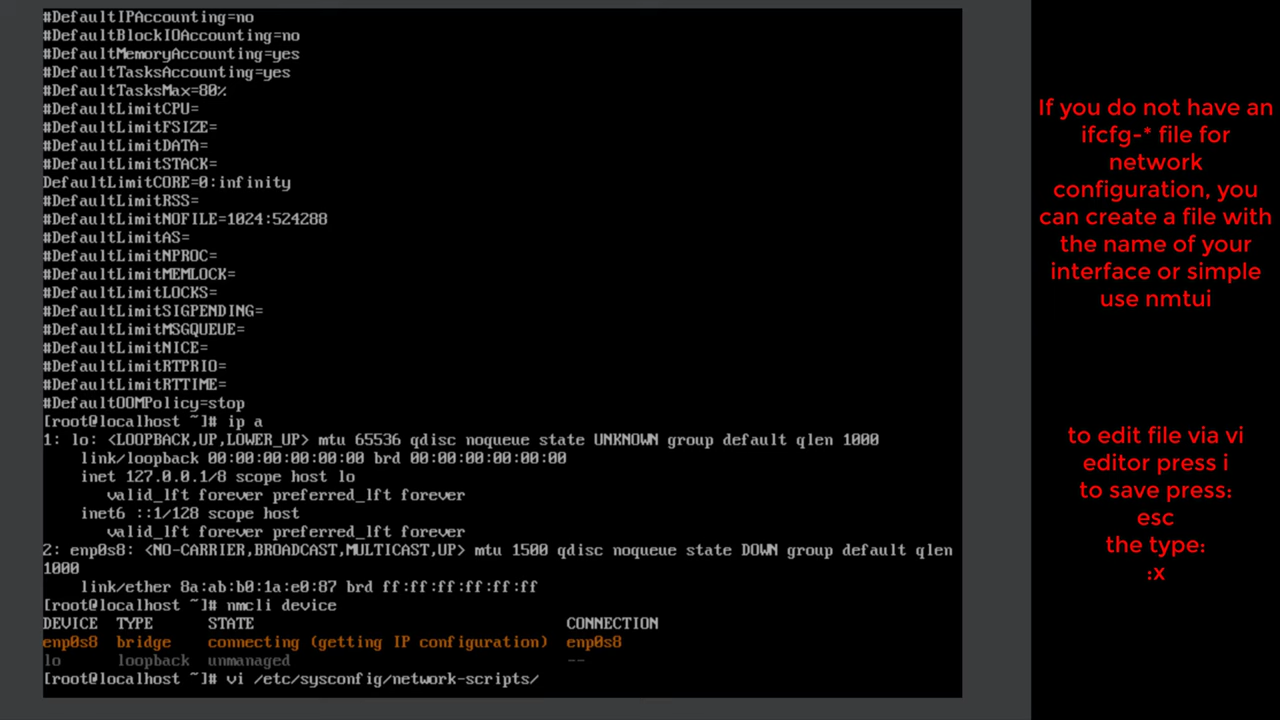 #DefaultIPAccounting=no
#DefaultBlockIOAccounting=no
#DefaultMemoryAccounting=yes
#DefaultTasksAccounting=yes
#DefaultTasksMax=80%
#DefaultLimitCPU=
#DefaultLimitFSIZE=
#DefaultLimitDATA=
#DefaultLimitSTACK=
DefaultLimitCORE=0:infinity
#DefaultLimitRSS=
#DefaultLimitNOFILE=1024:524288
#DefaultLimitAS=
#DefaultLimitNPROC=
#DefaultLimitMEMLOCK=
#DefaultLimitLOCKS=
#DefaultLimitSIGPENDING=
#DefaultLimitMSGQUEUE=
#DefaultLimitNICE=
#DefaultLimitRTPRIO=
#DefaultLimitRTTIME=
#DefaultOOMPolicy=stop
[root@localhost ~]# ip a
1: lo: <LOOPBACK,UP,LOWER_UP> mtu 65536 qdisc noqueue state UNKNOWN group default qlen 1000
link/loopback 00:00:00:00:00:00 brd 00:00:00:00:00:00
inet 127.0.0.1/8 scope host lo
valid_lft forever preferred_lft forever
inet6 ::1/128 scope host
valid_lft forever preferred_lft forever
2: enp0s8: <NO-CARRIER,BROADCAST,MULTICAST,UP> mtu 1500 qdisc noqueue state DOWN group default qlen
1000
link/ether 8a:ab:b0:1a:e0:87 brd ff:ff:ff:ff:ff:ff
[root@localhost ~]# nmcli device
DEVICE TYPE STATE CONNECTION
enp0s8 bridge connecting (getting IP configuration) enp0s8
lo loopback unmanaged --
[root@localhost ~]# vi /etc/sysconfig/network-scripts/
If you do not have an
ifcfg-* file for
network
configuration, you
can create a file with
the name of your
interface or simple
use nmtui
to edit file via vi
editor press i
to save press:
esc
the type:
:x